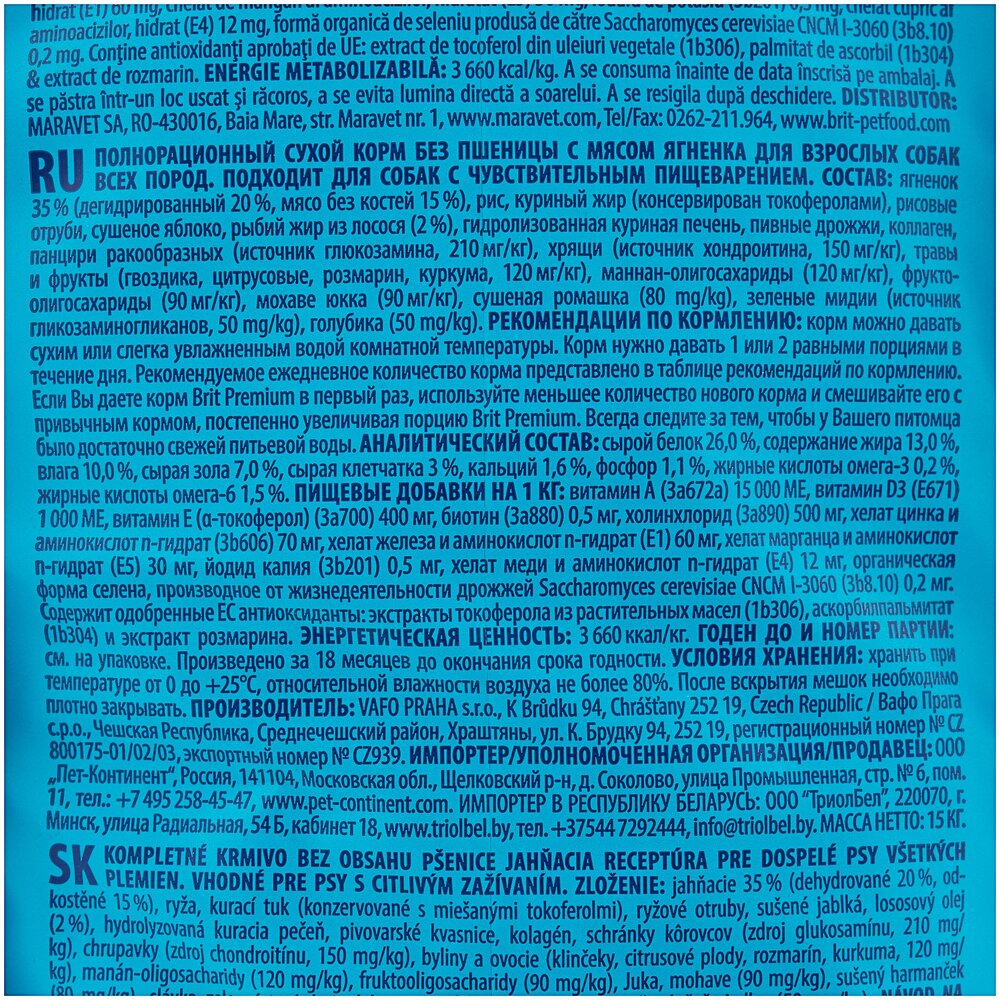 hidrat (E1) 60 mg, chelat de mangan al aminoacizilor, hidrat (E5) 30 mg, iodură de potasiu (3b201) 0,5 mg, chelat cupric al
aminoacizilor, hidrat (E4) 12 mg, formă organică de seleniu produsă de către Saccharomyces cerevisiae CNCM I-3060 (3b8.10)
0,2 mg. Conţine antioxidanţi aprobaţi de UE: extract de tocoferol din uleiuri vegetale (1b306), palmitat de ascorbil (1b304)
& extract de rozmarin. ENERGIE METABOLIZABILĂ: 3 660 kcal/kg. A se consuma înainte de data înscrisă pe ambalaj. A
se păstra într-un loc uscat şi răcoros, a se evita lumina directă a soarelui. A se resigila după deschidere. DISTRIBUTOR:
MARAVET SA, RO-430016, Baia Mare, str. Maravet nr. 1, www.maravet.com, Tel/Fax: 0262-211.964, www.brit-petfood.com
RU ПОЛНОРАЦИОННЫЙ СУХОЙ КОРМ БЕЗ ПШЕНИЦЫ С МЯСОМ ЯГНЕНКА ДЛЯ ВЗРОСЛЫХ СОБАК
ВСЕХ ПОРОД. ПОДХОДИТ ДЛЯ СОБАК С ЧУВСТВИТЕЛЬНЫМ ПИЩЕВАРЕНИЕМ. СОСТАВ: ягненок
35 % (дегидрированный 20 %, мясо без костей 15 %), рис, куриный жир (консервирован токоферолами), рисовые
отруби, сушеное яблоко, рыбий жир из лосося (2 %), гидролизованная куриная печень, пивные дрожжи, коллаген,
панцири ракообразных (источник глюкозамина, 210 мг/кг), хрящи (источник хондроитина, 150 мг/кг), травы
и фрукты (гвоздика, цитрусовые, розмарин, куркума, 120 мг/кг), маннан-олигосахариды (120 мг/кг), фрукто-
олигосахариды (90 мг/кг), мохаве юкка (90 мг/кг), сушеная ромашка (80 mg/kg), зеленые мидии (источник
гликозаминогликанов, 50 mg/kg), голубика (50 mg/kg). РЕКОМЕНДАЦИИ ПО КОРМЛЕНИЮ: корм можно давать
сухим или слегка увлажненным водой комнатной температуры. Корм нужно давать 1 или 2 равными порциями в
течение дня. Рекомендуемое ежедневное количество корма представлено в таблице рекомендаций по кормлению.
Если Вы даете корм Brit Premium в первый раз, используйте меньшее количество нового корма и смешивайте его с
привычным кормом, постепенно увеличивая порцию Brit Premium. Всегда следите за тем, чтобы у Вашего питомца
было достаточно свежей питьевой воды. АНАЛИТИЧЕСКИЙ СОСТАВ: сырой белок 26,0 %, содержание жира 13,0 %,
влага 10,0 %, сырая зола 7,0 %, сырая клетчатка 3 %, кальций 1,6 %, фосфор 1,1 %, жирные кислоты омега-3 0,2 %,
жирные кислоты омега-6 1,5 %. ПИЩЕВЫЕ ДОБАВКИ НА 1 КГ: витамин A (3a672a) 15 000 МЕ, витамин D3 (E671)
1 000 МЕ, витамин E (α-токоферол) (3a700) 400 мг, биотин (3a880) 0,5 мг, холинхлорид (3a890) 500 мг, хелат цинка и
аминокислот n-гидрат (3b606) 70 мг, хелат железа и аминокислот n-гидрат (E1) 60 мг, хелат марганца и аминокислот
n-гидрат (E5) 30 мг, йодид калия (3b201) 0,5 мг, хелат меди и аминокислот n-гидрат (E4) 12 мг, органическая
форма селена, производное от жизнедеятельности дрожжей Saccharomyces cerevisiae CNCM I-3060 (3b8.10) 0,2 мг.
Содержит одобренные ЕС антиоксиданты: экстракты токоферола из растительных масел (1b306), аскорбилпальмитат
(1b304) и экстракт розмарина. ЭНЕРГЕТИЧЕСКАЯ ЦЕННОСТЬ: 3 660 ккал/кг. ГОДЕН ДО И НОМЕР ПАРТИИ:
см. на упаковке. Произведено за 18 месяцев до окончания срока годности. УСЛОВИЯ ХРАНЕНИЯ: хранить при
температуре от 0 до +25°C, относительной влажности воздуха не более 80%. После вскрытия мешок необходимо
плотно закрывать. ПРОИЗВОДИТЕЛЬ: VAFO PRAHA s.r.o., K Brůdku 94, Chrášťany 252 19, Czech Republic / Вафо Прага
с.р.о., Чешская Республика, Среднечешский район, Храштяны, ул. К. Брудку 94, 252 19, регистрационный номер № CZ
800175-01/02/03, экспортный номер № CZ939. ИМПОРТЕР/УПОЛНОМОЧЕННАЯ ОРГАНИЗАЦИЯ/ПРОДАВЕЦ: ООО
„Пет-Континент“, Россия, 141104, Московская обл., Щелковский р-н, д. Соколово, улица Промышленная, стр. № 6, пом.
11, тел.: +7 495 258-45-47, www.pet-continent.com. ИМПОРТЕР В РЕСПУБЛИКУ БЕЛАРУСЬ: ООО “ТриолБел”, 220070, г.
Минск, улица Радиальная, 54 Б, кабинет 18, www.triolbel.by, тел. +37544 7292444, info@triolbel.by. МАССА НЕТТО: 15 КГ.
SK KOMPLETNÉ KRMIVO BEZ OBSAHU PŠENICE JAHŇACIA RECEPTÚRA PRE DOSPELÉ PSY VŠETKÝCH
PLEMIEN. VHODNÉ PRE PSY S CITLIVÝM ZAŽÍVANÍM. ZLOŽENIE: jahňacie 35 % (dehydrované 20 %, od-
kostěné 15 %), ryža, kurací tuk (konzervované s miešanými tokoferolmi), ryžové otruby, sušené jablká, lososový olej
(2 %), hydrolyzovaná kuracia pečeň, pivovarské kvasnice, kolagén, schránky kôrovcov (zdroj glukosamínu, 210 mg/
kg), chrupavky (zdroj chondroitínu, 150 mg/kg), byliny a ovocie (klinčeky, citrusové plody, rozmarín, kurkuma, 120 mg/
kg), manán-oligosacharidy (120 mg/kg), fruktooligosacharidy (90 mg/kg), Juka, mohave (90 mg/kg), sušený harmanček
(80 mg/kg), NÁVOD NA